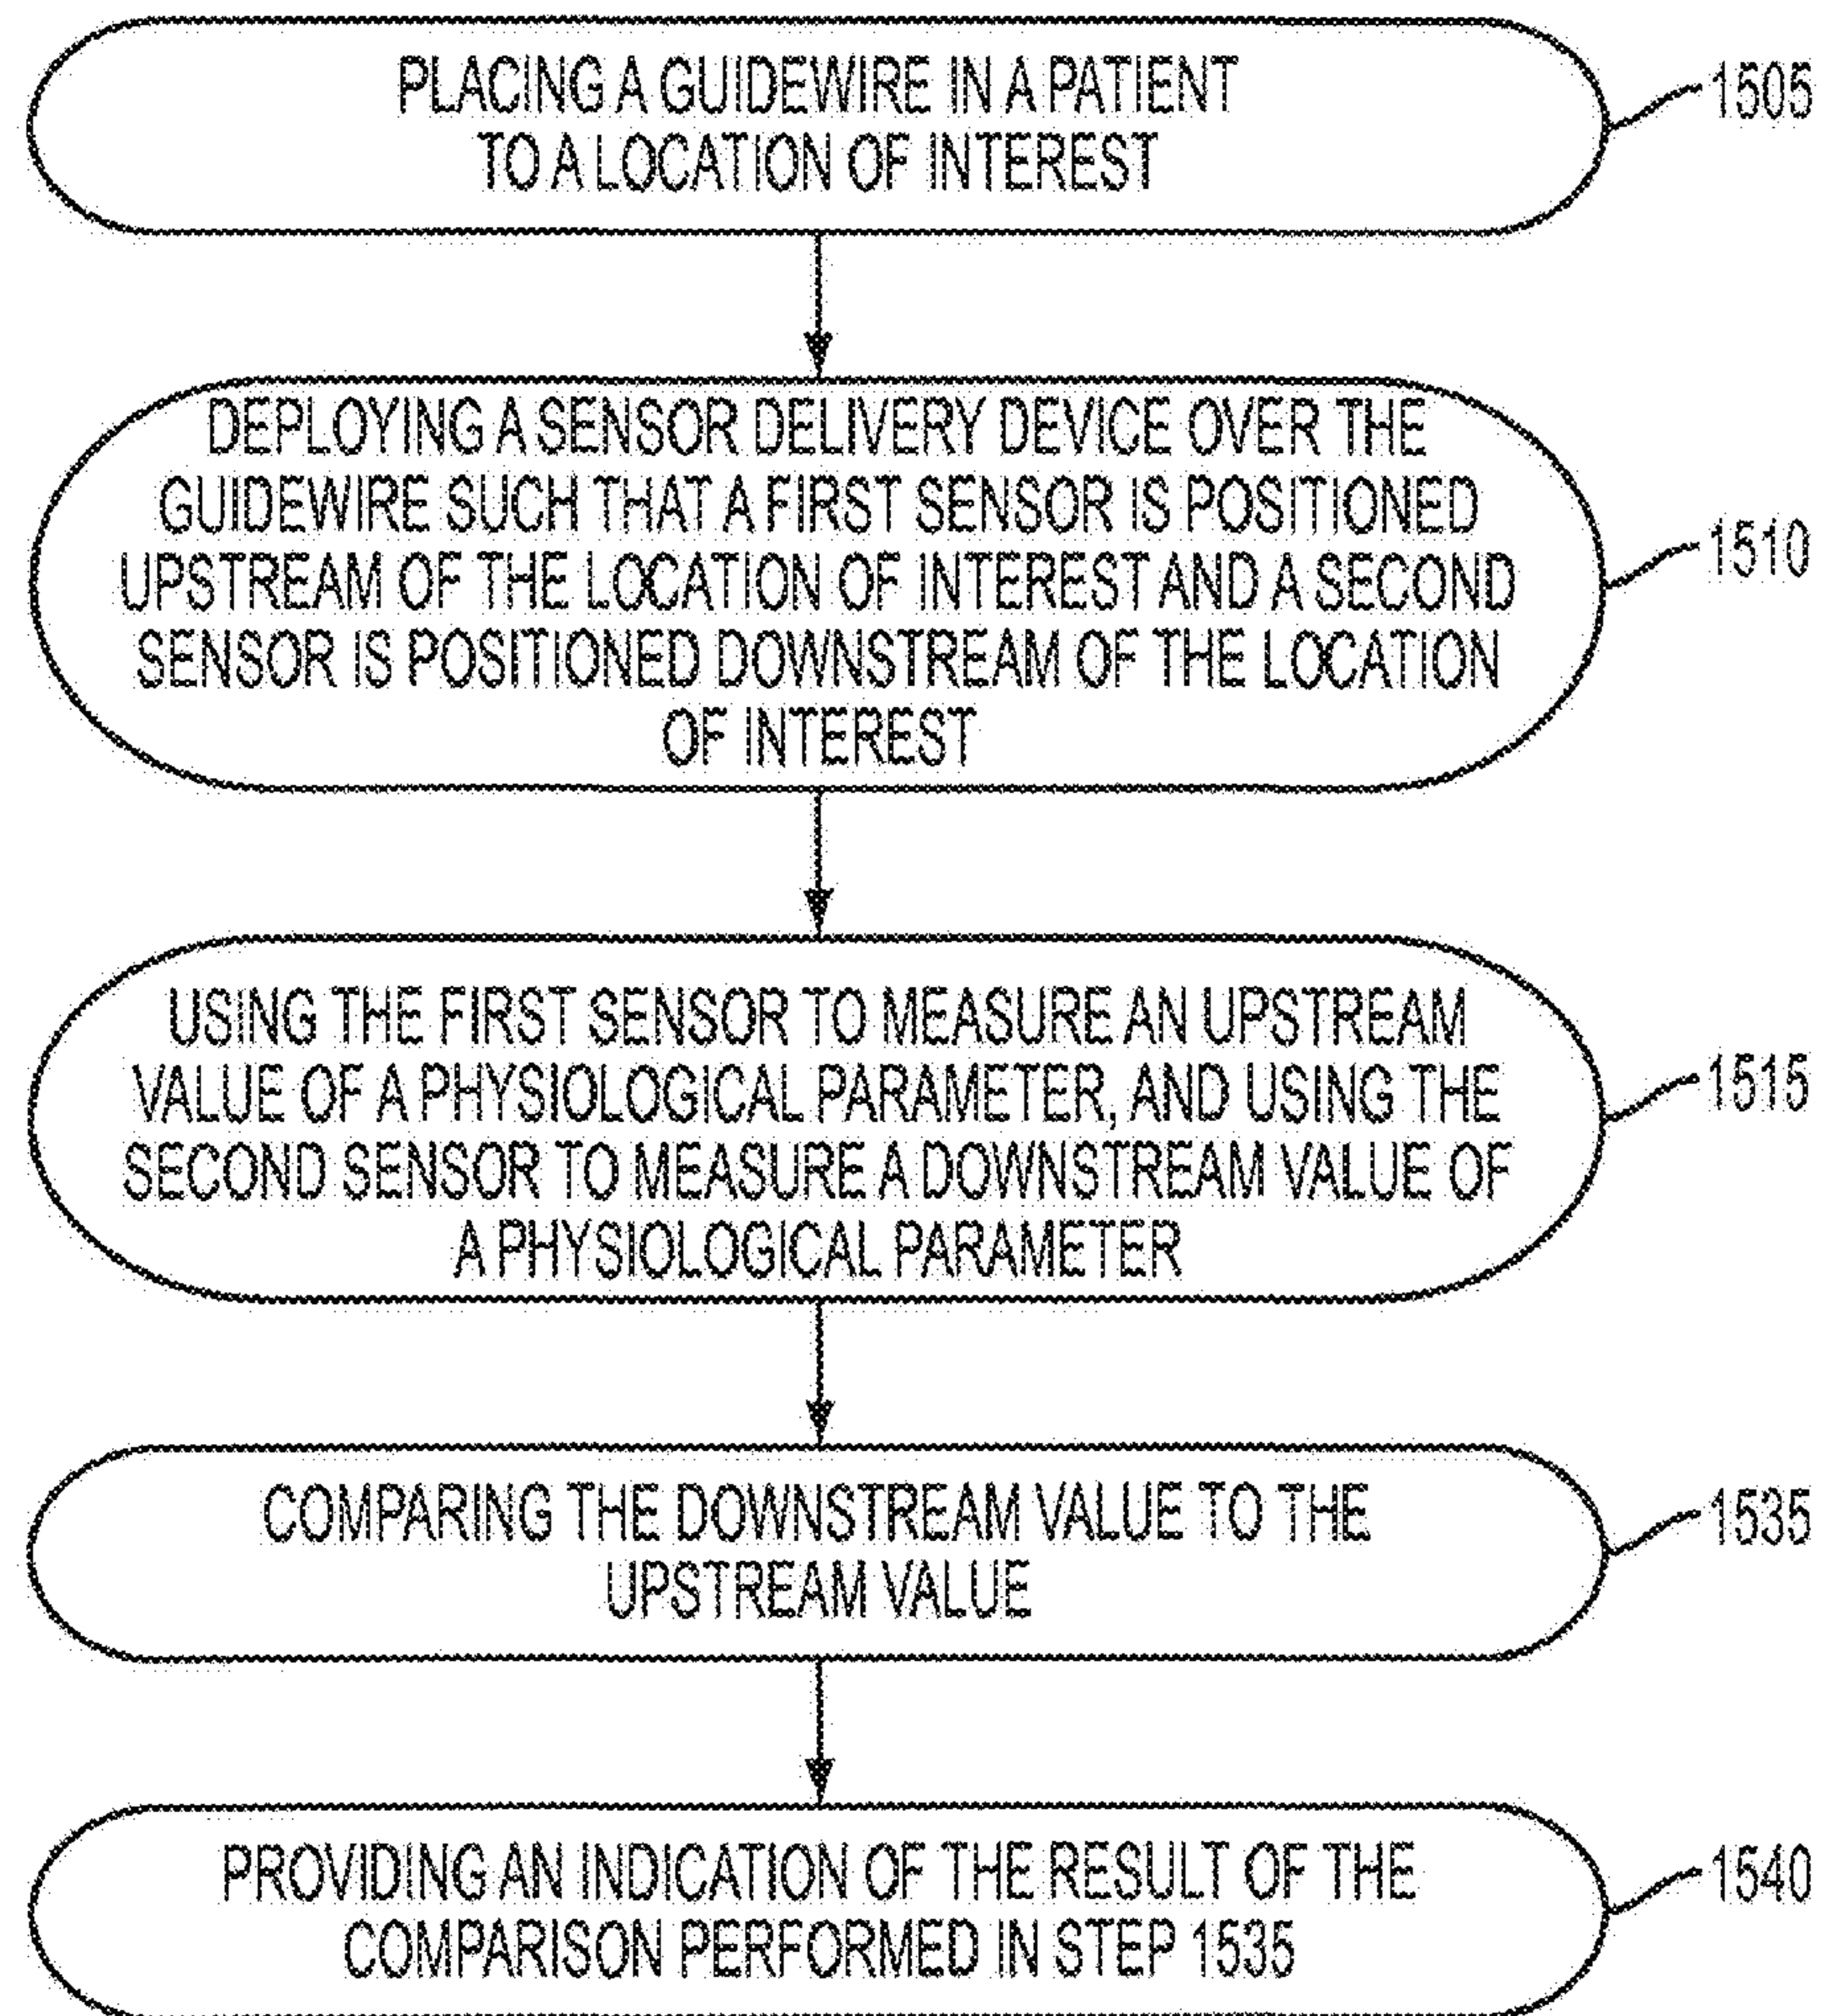 PLACING A GUIDEWIRE IN A PATIENT
TO A LOCATION OF INTEREST
1505
DEPLOYING A SENSOR DELIVERY DEVICE OVER THE
GUIDEWIRE SUCH THAT A FIRST SENSOR IS POSITIONED
UPSTREAM OF THE LOCATION OF INTEREST AND A SECOND
SENSOR IS POSITIONED DOWNSTREAM OF THE LOCATION
OF INTEREST
1510
USING THE FIRST SENSOR TO MEASURE AN UPSTREAM
VALUE OF A PHYSIOLOGICAL PARAMETER, AND USING THE
SECOND SENSOR TO MEASURE A DOWNSTREAM VALUE OF
A PHYSIOLOGICAL PARAMETER
1515
COMPARING THE DOWNSTREAM VALUE TO THE
UPSTREAM VALUE
1535
PROVIDING AN INDICATION OF THE RESULT OF THE
COMPARISON PERFORMED IN STEP 1535
1540